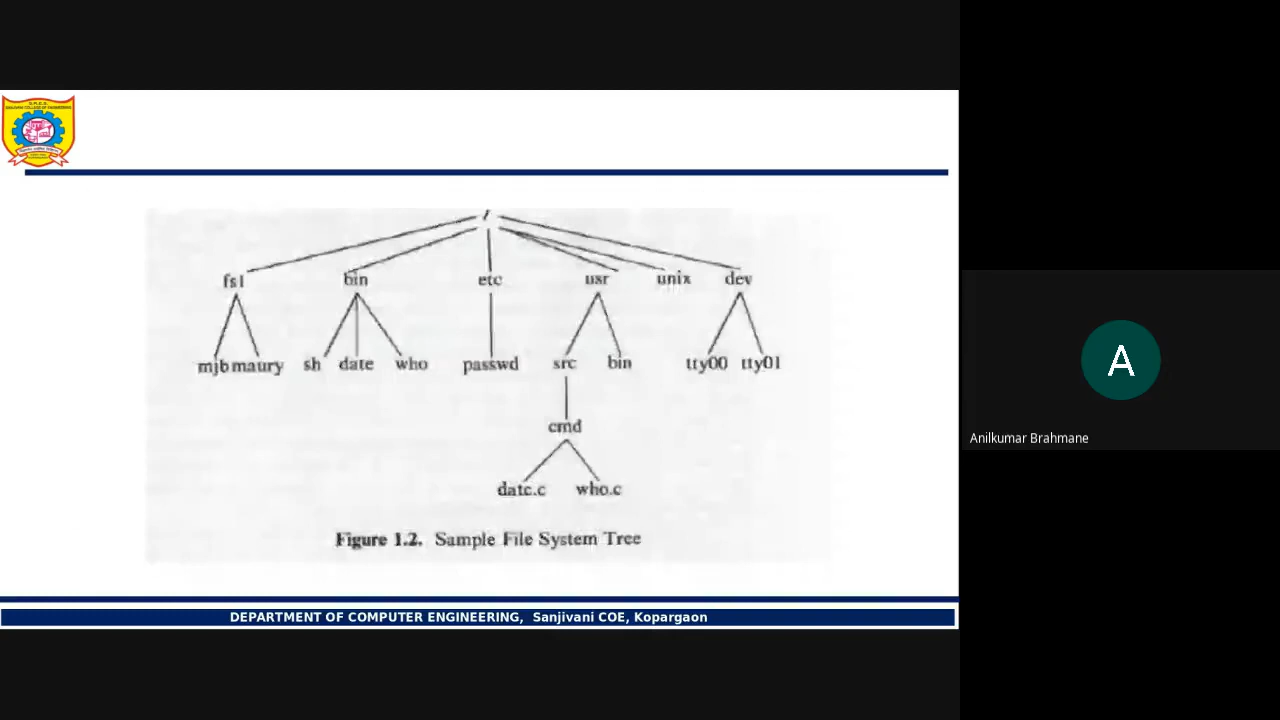 /
fs1 bin etc usr unix dev
mjb maury sh date who passwd src bin tty00 tty01
cmd
date.c who.c
Figure 1.2. Sample File System Tree
DEPARTMENT OF COMPUTER ENGINEERING, Sanjivani COE, Kopargaon
A
Anilkumar Brahmane